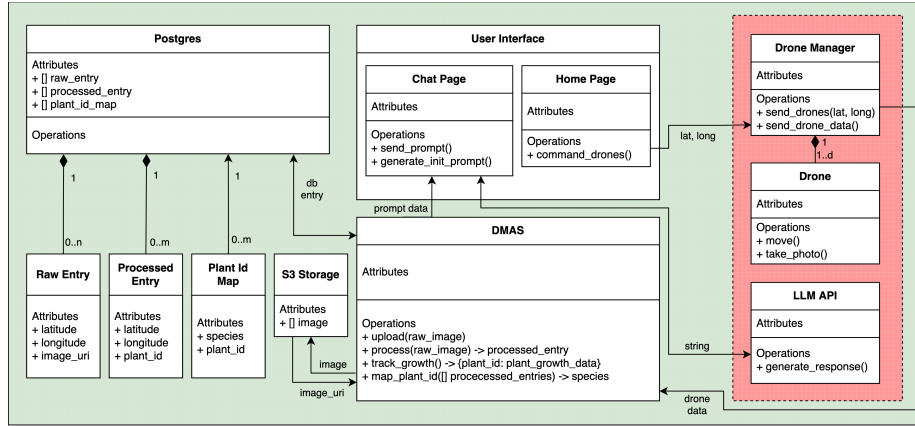 Postgres
Attributes
+ [] raw_entry
+ [] processed_entry
+ [] plant_id_map
Operations
User Interface
Chat Page
Attributes
Operations
+ send_prompt()
+ generate_init_prompt()
Home Page
Attributes
Operations
+ command_drones()
lat, long
Drone Manager
Attributes
Operations
+ send_drones(lat, long)
+ send_drone_data()
1
1..d
Drone
Attributes
Operations
+ move()
+ take_photo()
1
0..n
1
0..m
1
0..m
db
entry
prompt data
Raw Entry
Attributes
+ latitude
+ longitude
+ image_uri
Processed
Entry
Attributes
+ latitude
+ longitude
+ plant_id
Plant Id
Map
Attributes
+ species
+ plant_id
S3 Storage
Attributes
+ [] image
image
image_uri
DMAS
Attributes
Operations
+ upload(raw_image)
+ process(raw_image) -> processed_entry
+ track_growth() -> {plant_id: plant_growth_data}
+ map_plant_id([] procecessed_entries) -> species
string
LLM API
Attributes
Operations
+ generate_response()
drone
data